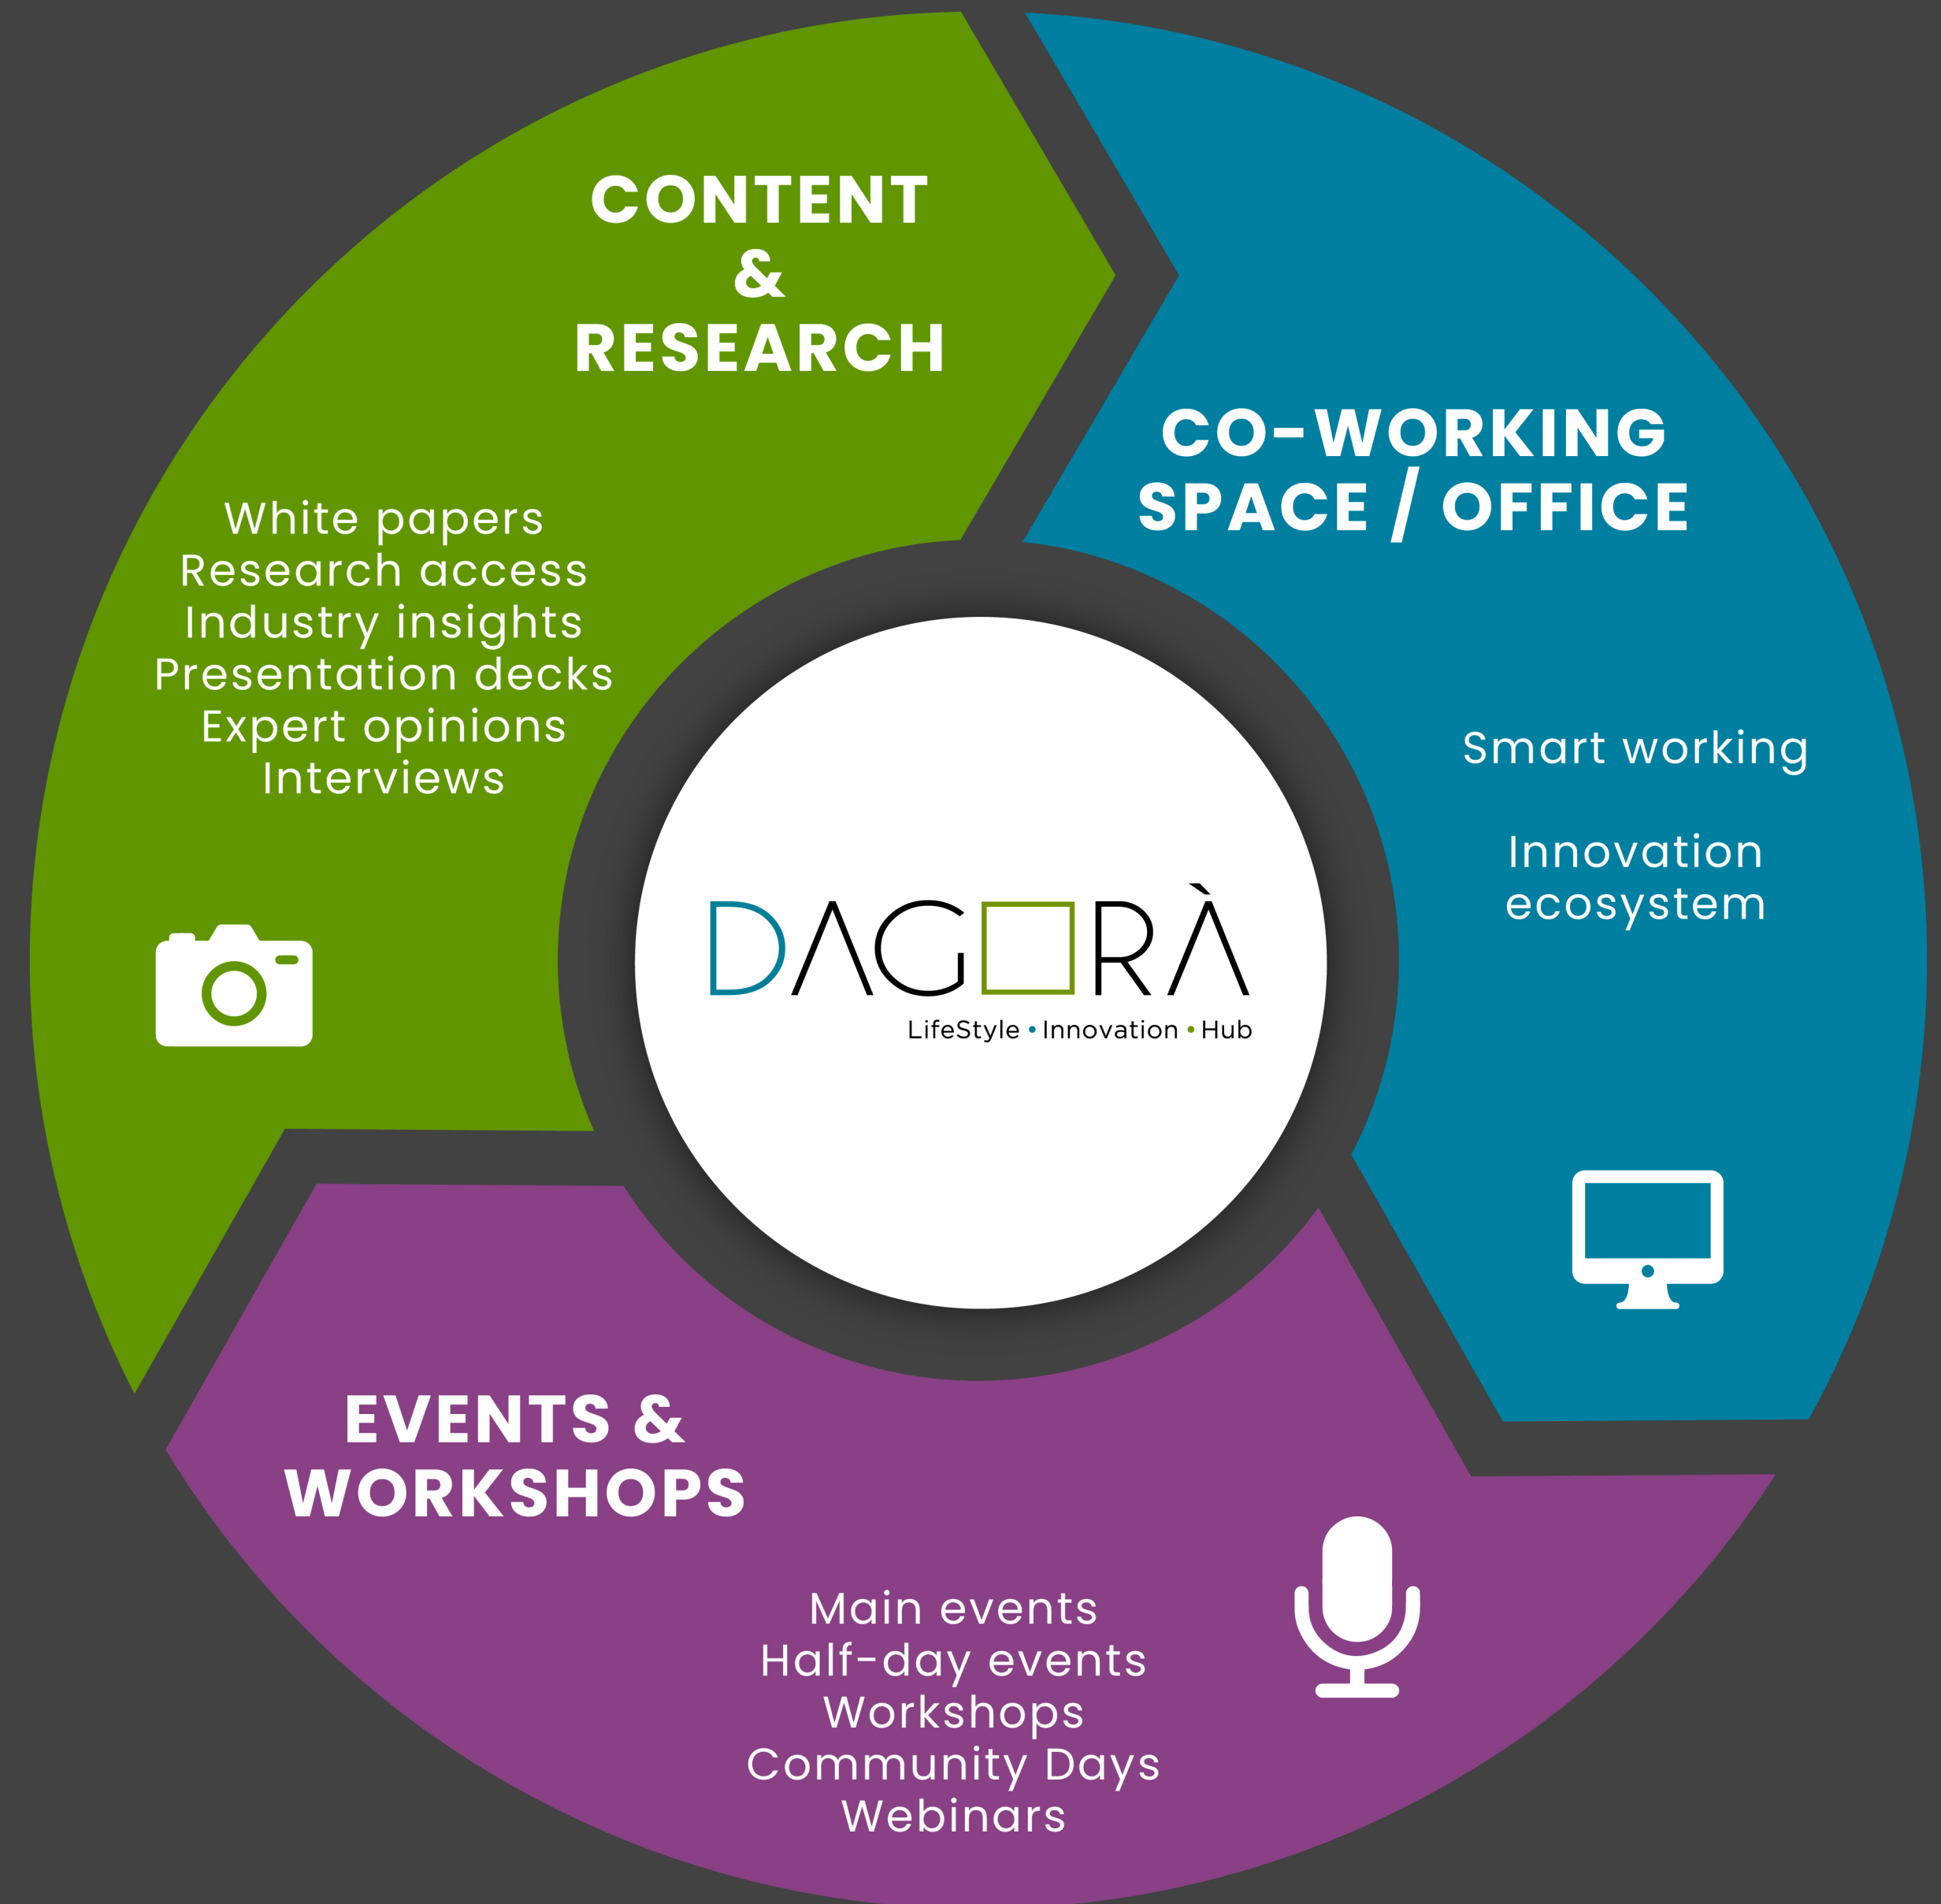 CONTENT
&
RESEARCH
White papers
Research access
Industry insights
Presentation decks
Expert opinions
Interviews
CO-WORKING
SPACE / OFFICE
Smart working
Innovation
ecosystem
DAGORÀ
LifeStyle • Innovation • Hub
EVENTS &
WORKSHOPS
Main events
Half-day events
Workshops
Community Days
Webinars